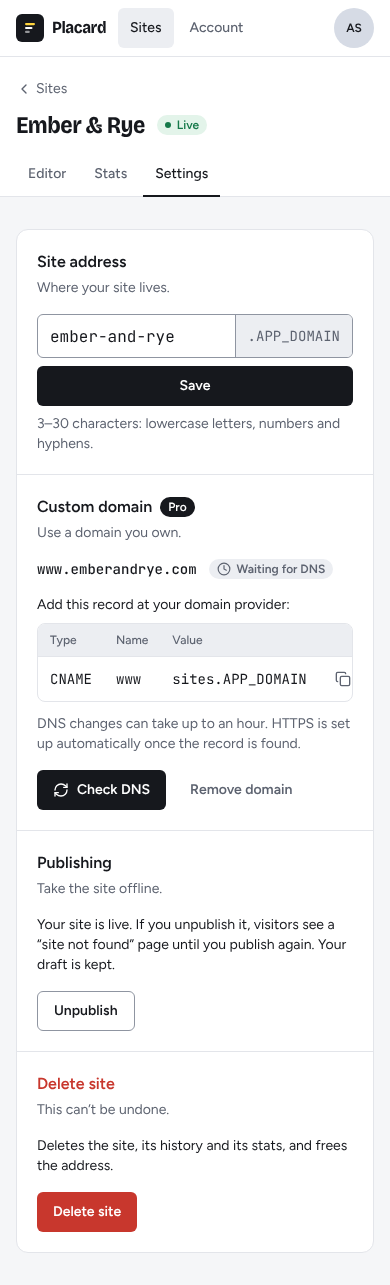 Placard Sites Account AS
Sites
Ember & Rye Live
Editor Stats Settings
Site address
Where your site lives.
ember-and-rye .APP_DOMAIN
Save
3–30 characters: lowercase letters, numbers and
hyphens.
Custom domain Pro
Use a domain you own.
www.emberandrye.com Waiting for DNS
Add this record at your domain provider:
Type Name Value
CNAME www sites.APP_DOMAIN
DNS changes can take up to an hour. HTTPS is set
up automatically once the record is found.
Check DNS Remove domain
Publishing
Take the site offline.
Your site is live. If you unpublish it, visitors see a
“site not found” page until you publish again. Your
draft is kept.
Unpublish
Delete site
This can’t be undone.
Deletes the site, its history and its stats, and frees
the address.
Delete site